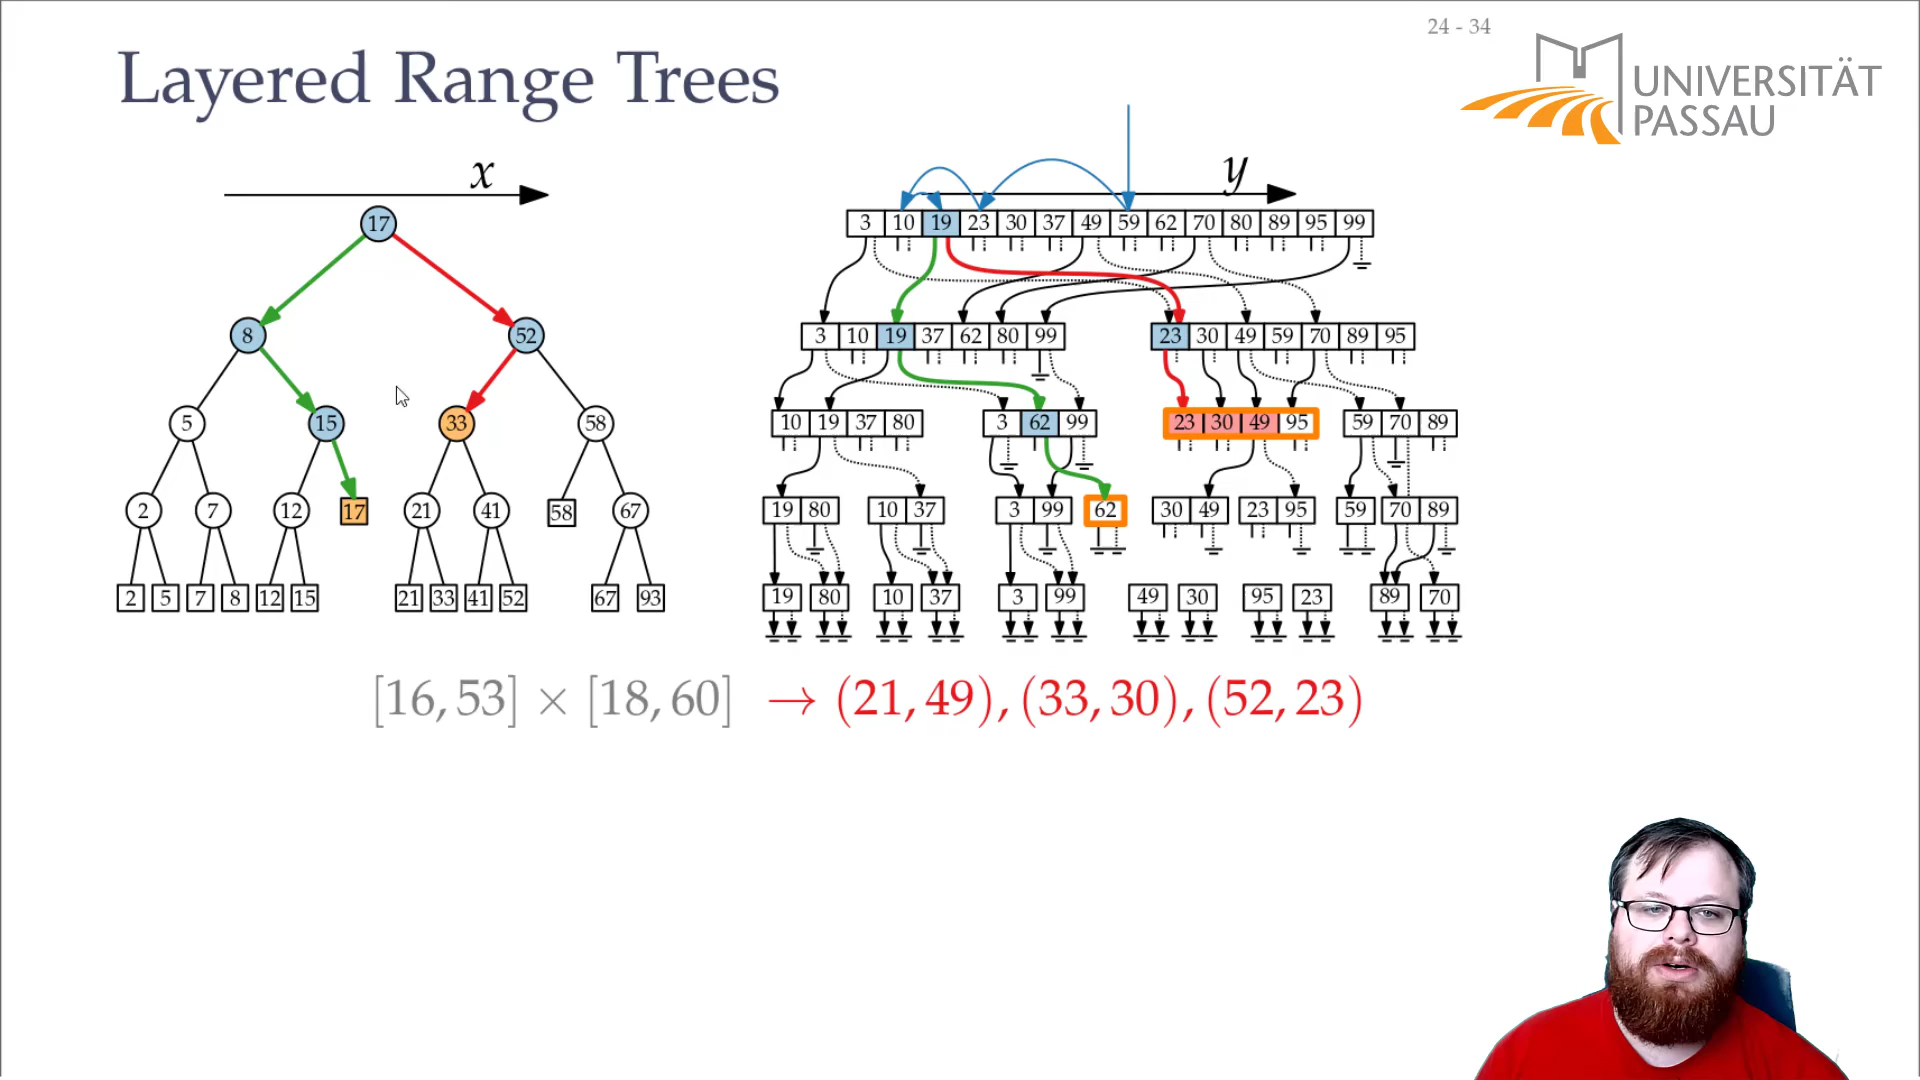 24 - 34
Layered Range Trees
UNIVERSITÄT
PASSAU
x
y
17
3 10 19 23 30 37 49 59 62 70 80 89 95 99
8 52
3 10 19 37 62 80 99
23 30 49 59 70 89 95
5 15 33 58
10 19 37 80
3 62 99
23 30 49 95
59 70 89
2 7 12 17 21 41 58 67
19 80
10 37
3 99
62
30 49
23 95
59
70 89
2 5 7 8 12 15 21 33 41 52 67 93
19 80 10 37 3 99 49 30 95 23 89 70
[16, 53] × [18, 60] → (21, 49), (33, 30), (52, 23)